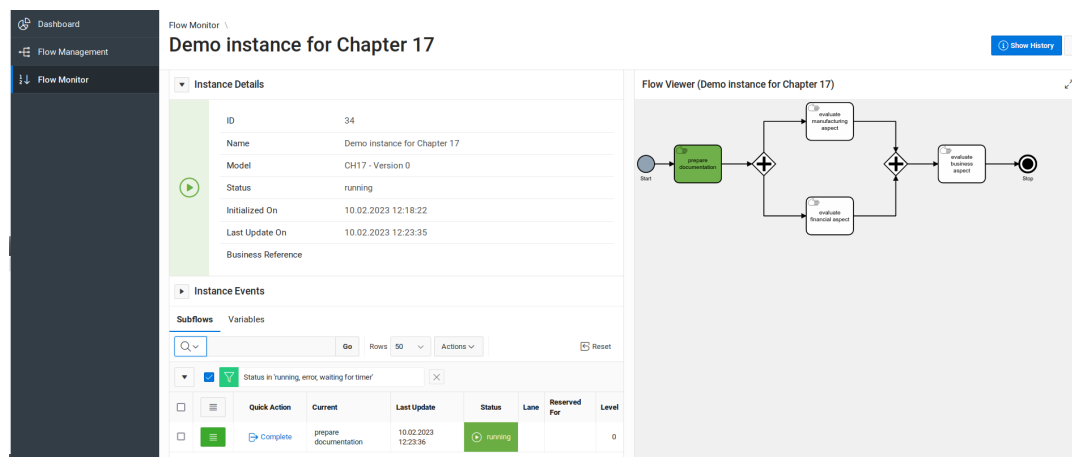 Dashboard
Flow Management
Flow Monitor
Flow Monitor \
Demo instance for Chapter 17
Show History
Instance Details
ID 34
Name Demo instance for Chapter 17
Model CH17 - Version 0
Status running
Initialized On 10.02.2023 12:18:22
Last Update On 10.02.2023 12:23:35
Business Reference
Instance Events
Subflows Variables
Go Rows 50 Actions Reset
Status in 'running, error, waiting for timer'
Quick Action Current Last Update Status Lane Reserved For Level
Complete prepare documentation 10.02.2023 12:23:36 running 0
Flow Viewer (Demo instance for Chapter 17)
Start
prepare
documentation
evaluate
manufacturing
aspect
evaluate
financial aspect
evaluate
business
aspect
Stop